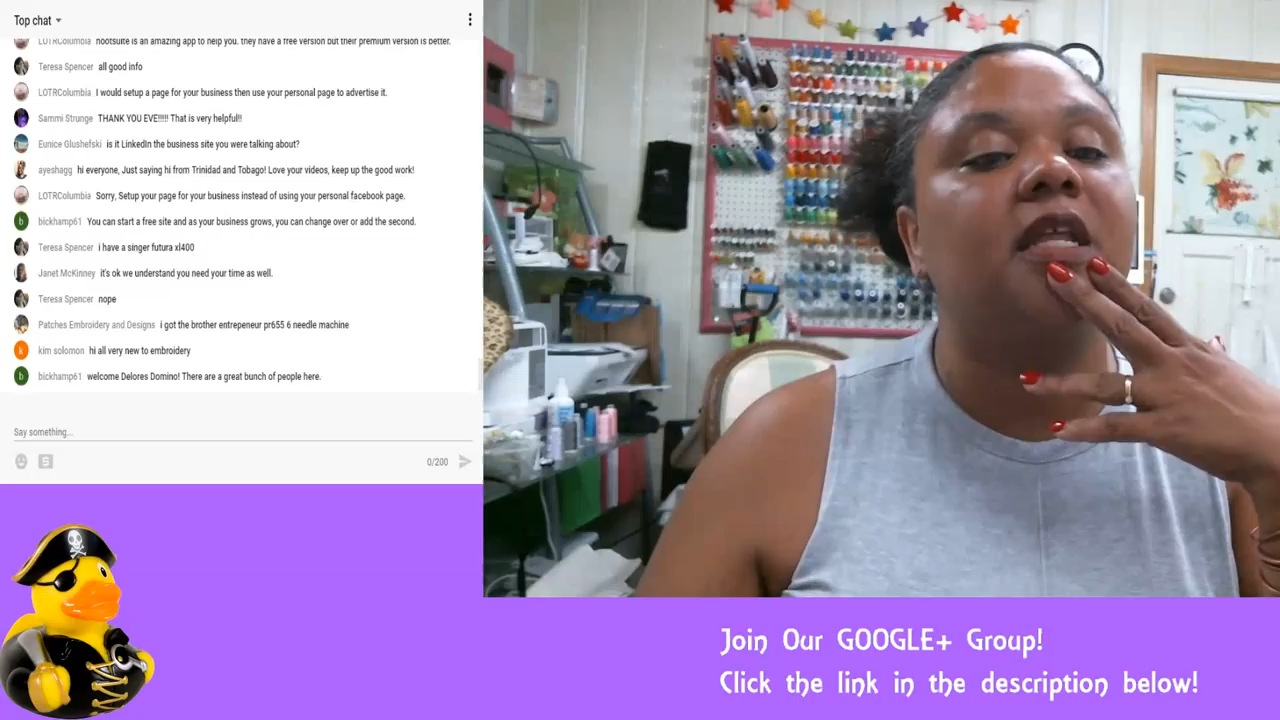 Top chat
LOTRColumbia hootsuite is an amazing app to help you. they have a free version but their premium version is better.
Teresa Spencer all good info
LOTRColumbia I would setup a page for your business then use your personal page to advertise it.
Sammi Strunge THANK YOU EVE!!!!! That is very helpful!!
Eunice Glushefski is it LinkedIn the business site you were talking about?
ayeshagg hi everyone, Just saying hi from Trinidad and Tobago! Love your videos, keep up the good work!
LOTRColumbia Sorry, Setup your page for your business instead of using your personal facebook page.
b bickhamp61 You can start a free site and as your business grows, you can change over or add the second.
Teresa Spencer i have a singer futura xl400
Janet McKinney it's ok we understand you need your time as well.
Teresa Spencer nope
Patches Embroidery and Designs i got the brother entrepeneur pr655 6 needle machine
k kim solomon hi all very new to embroidery
b bickhamp61 welcome Delores Domino! There are a great bunch of people here.
Say something...
0/200
Join Our GOOGLE+ Group!
Click the link in the description below!